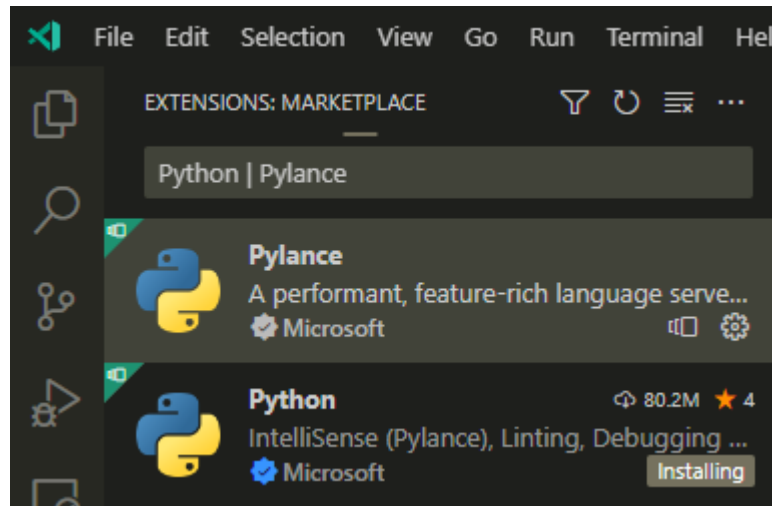 File Edit Selection View Go Run Terminal Hel
EXTENSIONS: MARKETPLACE
Python | Pylance
Pylance
A performant, feature-rich language serve...
Microsoft
Python 80.2M 4
IntelliSense (Pylance), Linting, Debugging ...
Microsoft Installing